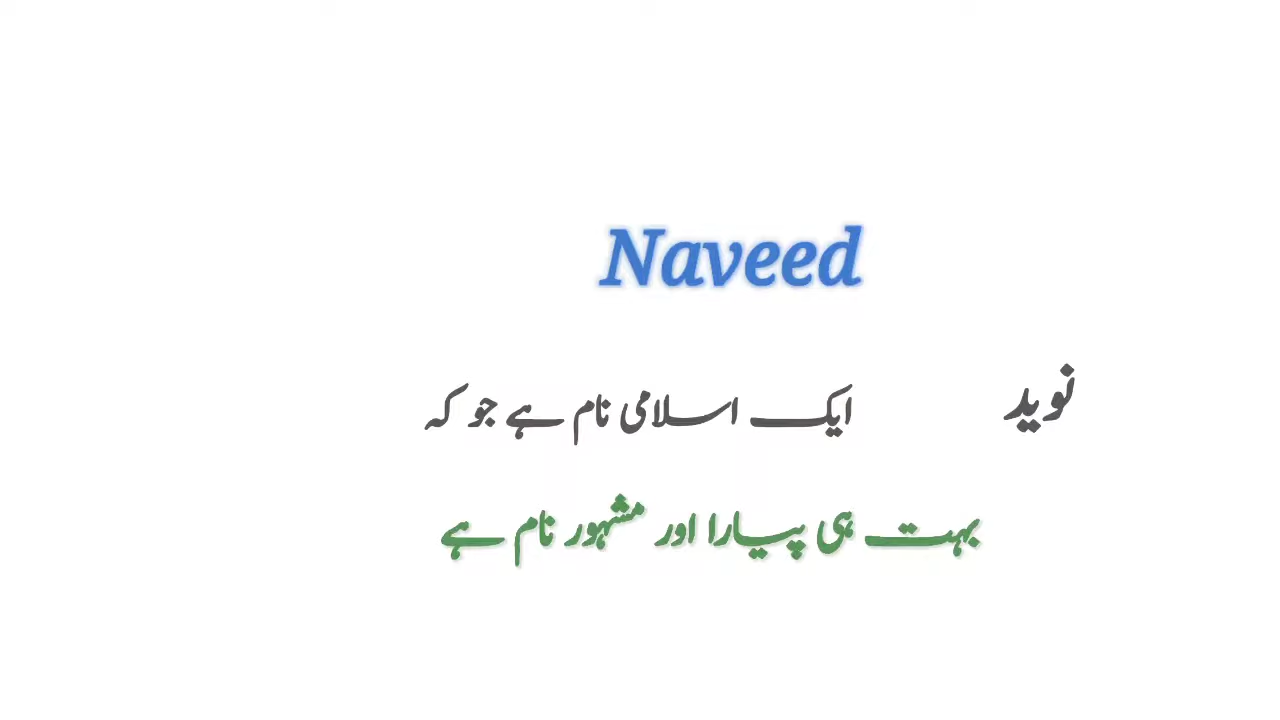 Naveed
نوید ایک اسلامی نام ہے جو کہ
بہت ہی پیارا اور مشہور نام ہے